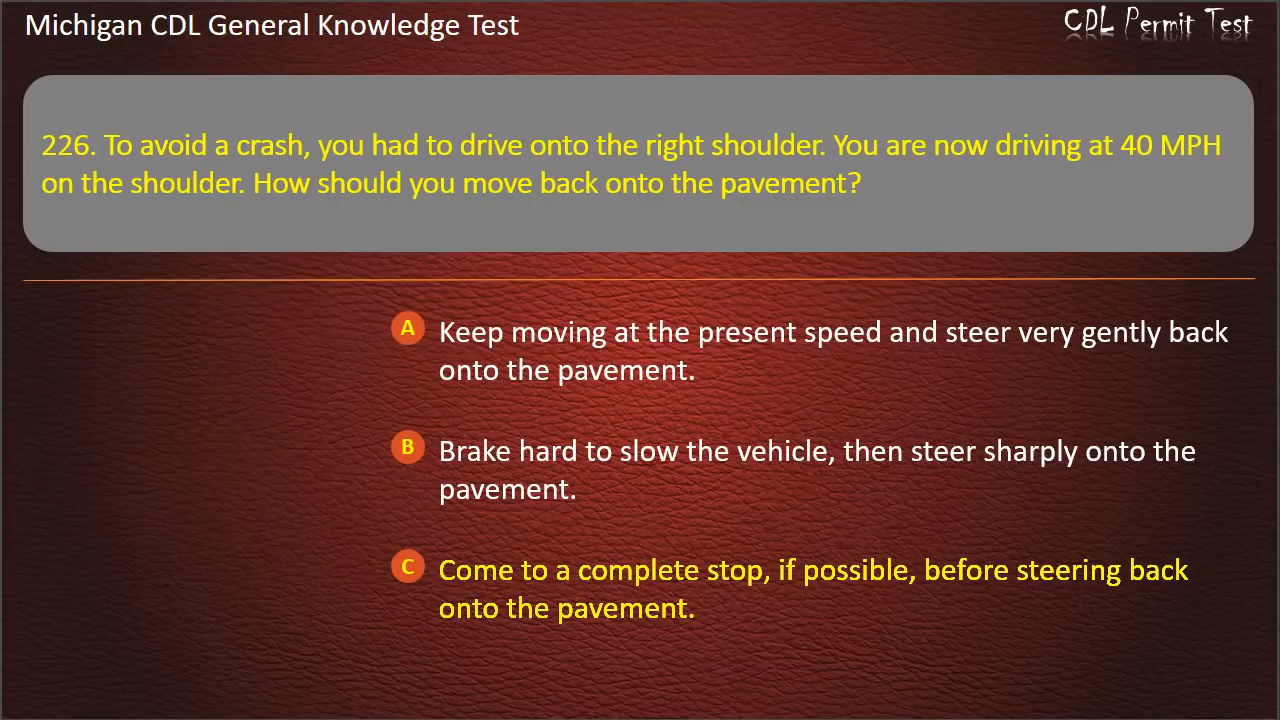 Michigan CDL General Knowledge Test
CDL Permit Test
226. To avoid a crash, you had to drive onto the right shoulder. You are now driving at 40 MPH
on the shoulder. How should you move back onto the pavement?
A Keep moving at the present speed and steer very gently back
onto the pavement.
B Brake hard to slow the vehicle, then steer sharply onto the
pavement.
C Come to a complete stop, if possible, before steering back
onto the pavement.